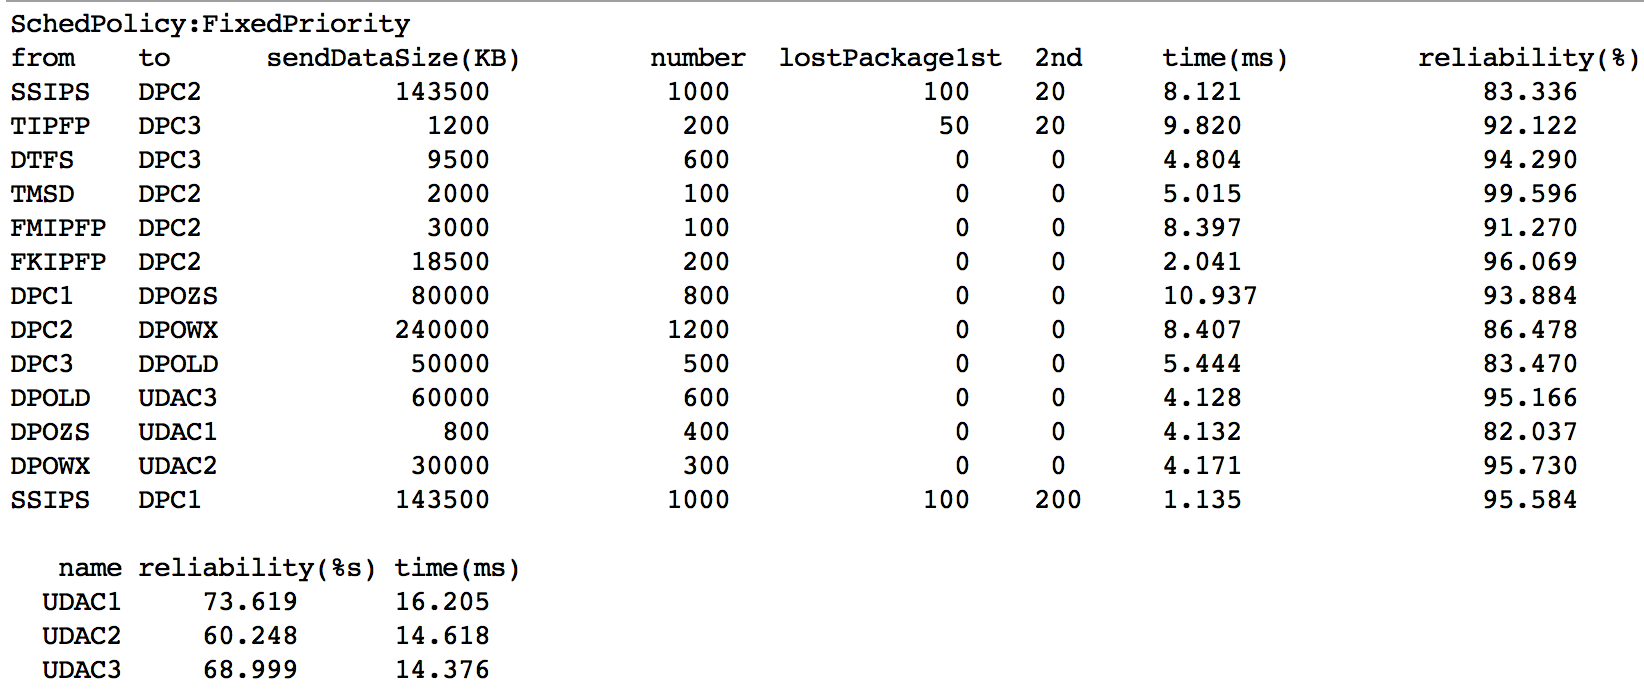 SchedPolicy:FixedPriority
from to sendDataSize(KB) number lostPackage1st 2nd time(ms) reliability(%)
SSIPS DPC2 143500 1000 100 20 8.121 83.336
TIPFP DPC3 1200 200 50 20 9.820 92.122
DTFS DPC3 9500 600 0 0 4.804 94.290
TMSD DPC2 2000 100 0 0 5.015 99.596
FMIPFP DPC2 3000 100 0 0 8.397 91.270
FKIPFP DPC2 18500 200 0 0 2.041 96.069
DPC1 DPOZS 80000 800 0 0 10.937 93.884
DPC2 DPOWX 240000 1200 0 0 8.407 86.478
DPC3 DPOLD 50000 500 0 0 5.444 83.470
DPOLD UDAC3 60000 600 0 0 4.128 95.166
DPOZS UDAC1 800 400 0 0 4.132 82.037
DPOWX UDAC2 30000 300 0 0 4.171 95.730
SSIPS DPC1 143500 1000 100 200 1.135 95.584
name reliability(%s) time(ms)
UDAC1 73.619 16.205
UDAC2 60.248 14.618
UDAC3 68.999 14.376